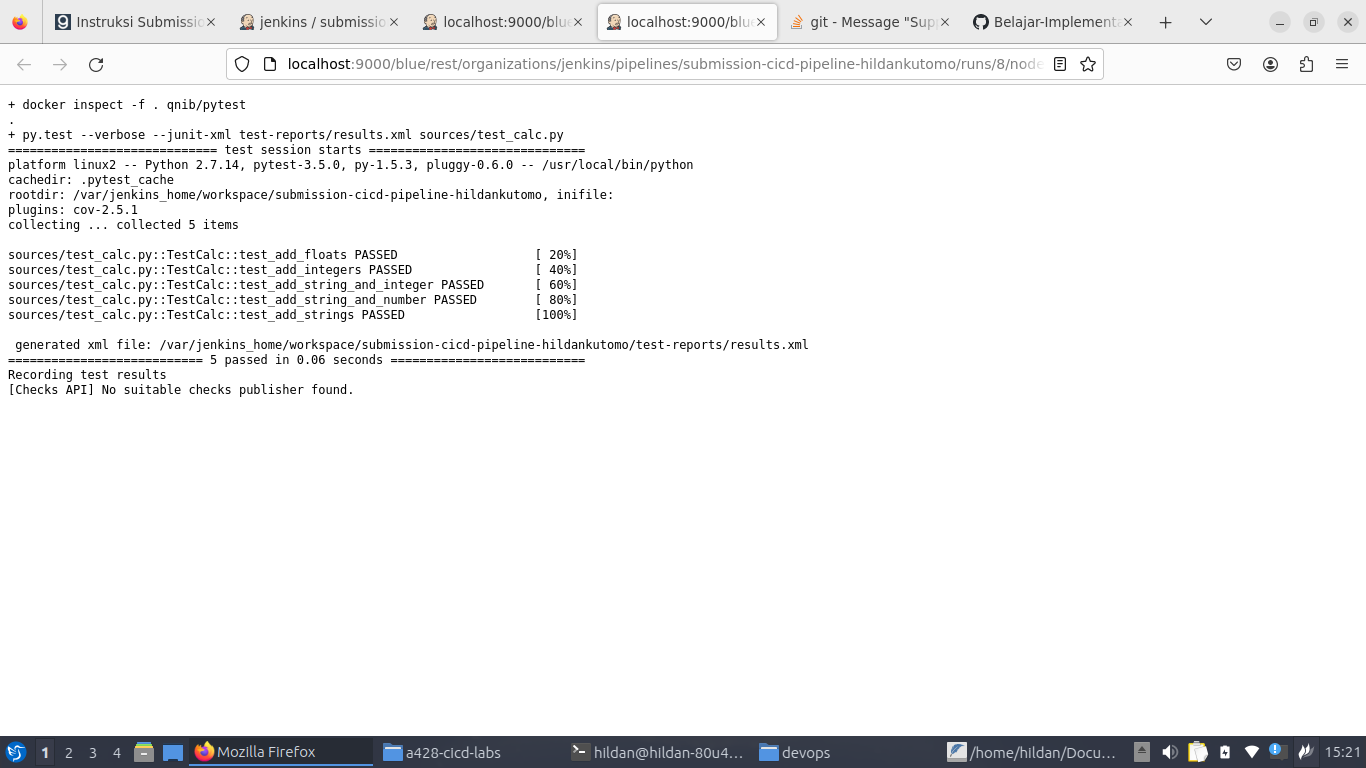 Instruksi Submissio
jenkins / submissio
localhost:9000/blue
localhost:9000/blue
git - Message "Sup
Belajar-Implementa
localhost:9000/blue/rest/organizations/jenkins/pipelines/submission-cicd-pipeline-hildankutomo/runs/8/node
+ docker inspect -f . qnib/pytest
.
+ py.test --verbose --junit-xml test-reports/results.xml sources/test_calc.py
============================= test session starts ==============================
platform linux2 -- Python 2.7.14, pytest-3.5.0, py-1.5.3, pluggy-0.6.0 -- /usr/local/bin/python
cachedir: .pytest_cache
rootdir: /var/jenkins_home/workspace/submission-cicd-pipeline-hildankutomo, inifile:
plugins: cov-2.5.1
collecting ... collected 5 items
sources/test_calc.py::TestCalc::test_add_floats PASSED                   [ 20%]
sources/test_calc.py::TestCalc::test_add_integers PASSED                 [ 40%]
sources/test_calc.py::TestCalc::test_add_string_and_integer PASSED       [ 60%]
sources/test_calc.py::TestCalc::test_add_string_and_number PASSED        [ 80%]
sources/test_calc.py::TestCalc::test_add_strings PASSED                  [100%]
generated xml file: /var/jenkins_home/workspace/submission-cicd-pipeline-hildankutomo/test-reports/results.xml
=========================== 5 passed in 0.06 seconds ===========================
Recording test results
[Checks API] No suitable checks publisher found.
1 2 3 4 Mozilla Firefox a428-cicd-labs hildan@hildan-80u4... devops /home/hildan/Docu... 15:21